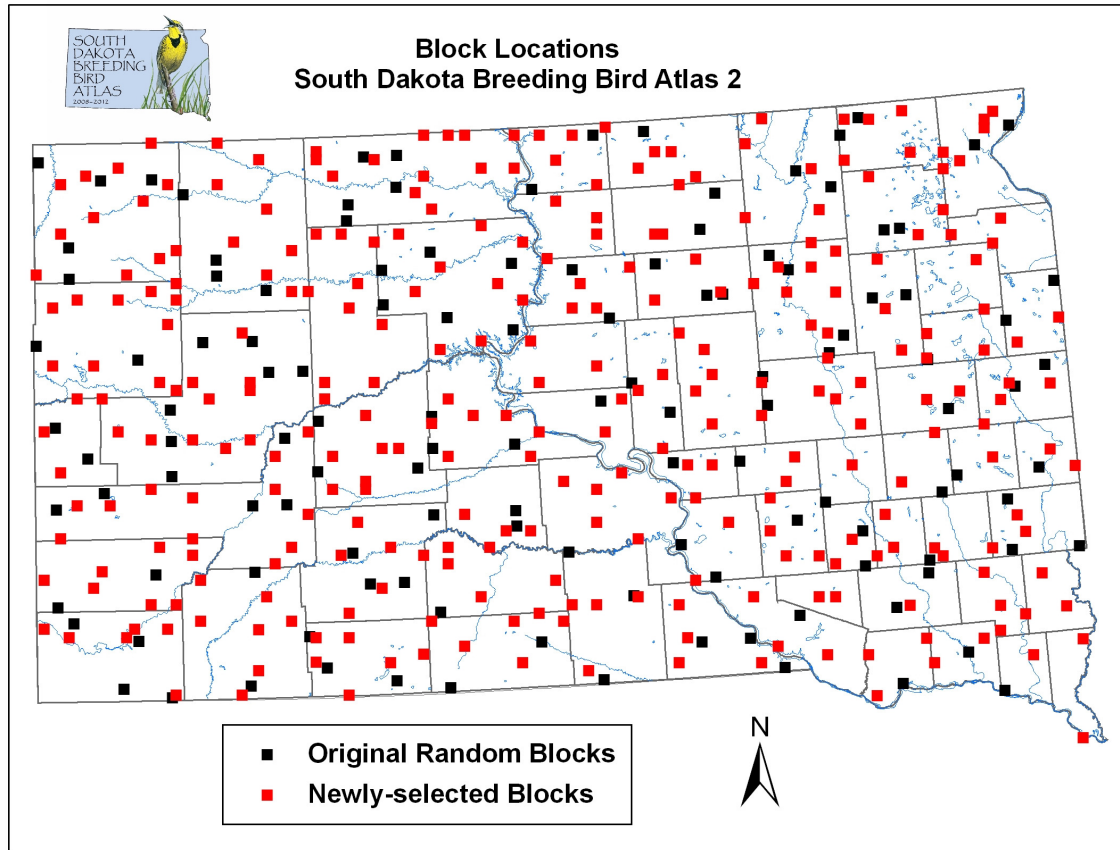 SOUTH
DAKOTA
BREEDING
BIRD
ATLAS
2008-2012
Block Locations
South Dakota Breeding Bird Atlas 2
Original Random Blocks
Newly-selected Blocks
N